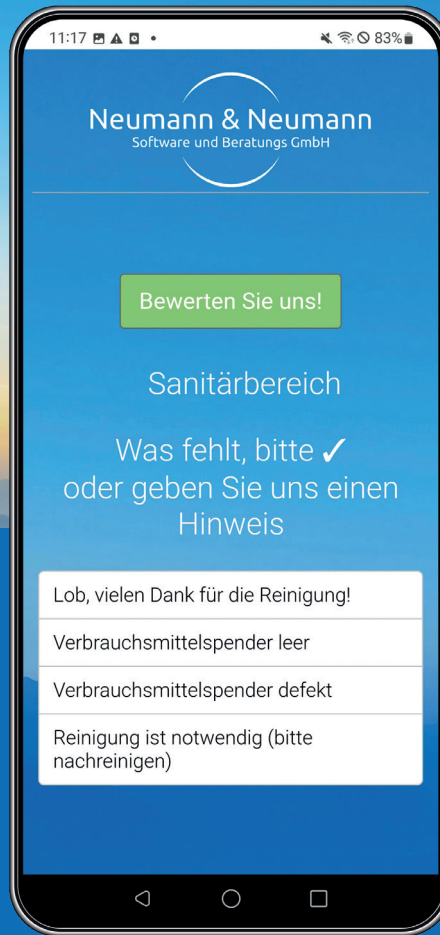 11:17
83%
Neumann & Neumann
Software und Beratungs GmbH
Bewerten Sie uns!
Sanitärbereich
Was fehlt, bitte ✓
oder geben Sie uns einen
Hinweis
Lob, vielen Dank für die Reinigung!
Verbrauchsmittelspender leer
Verbrauchsmittelspender defekt
Reinigung ist notwendig (bitte
nachreinigen)